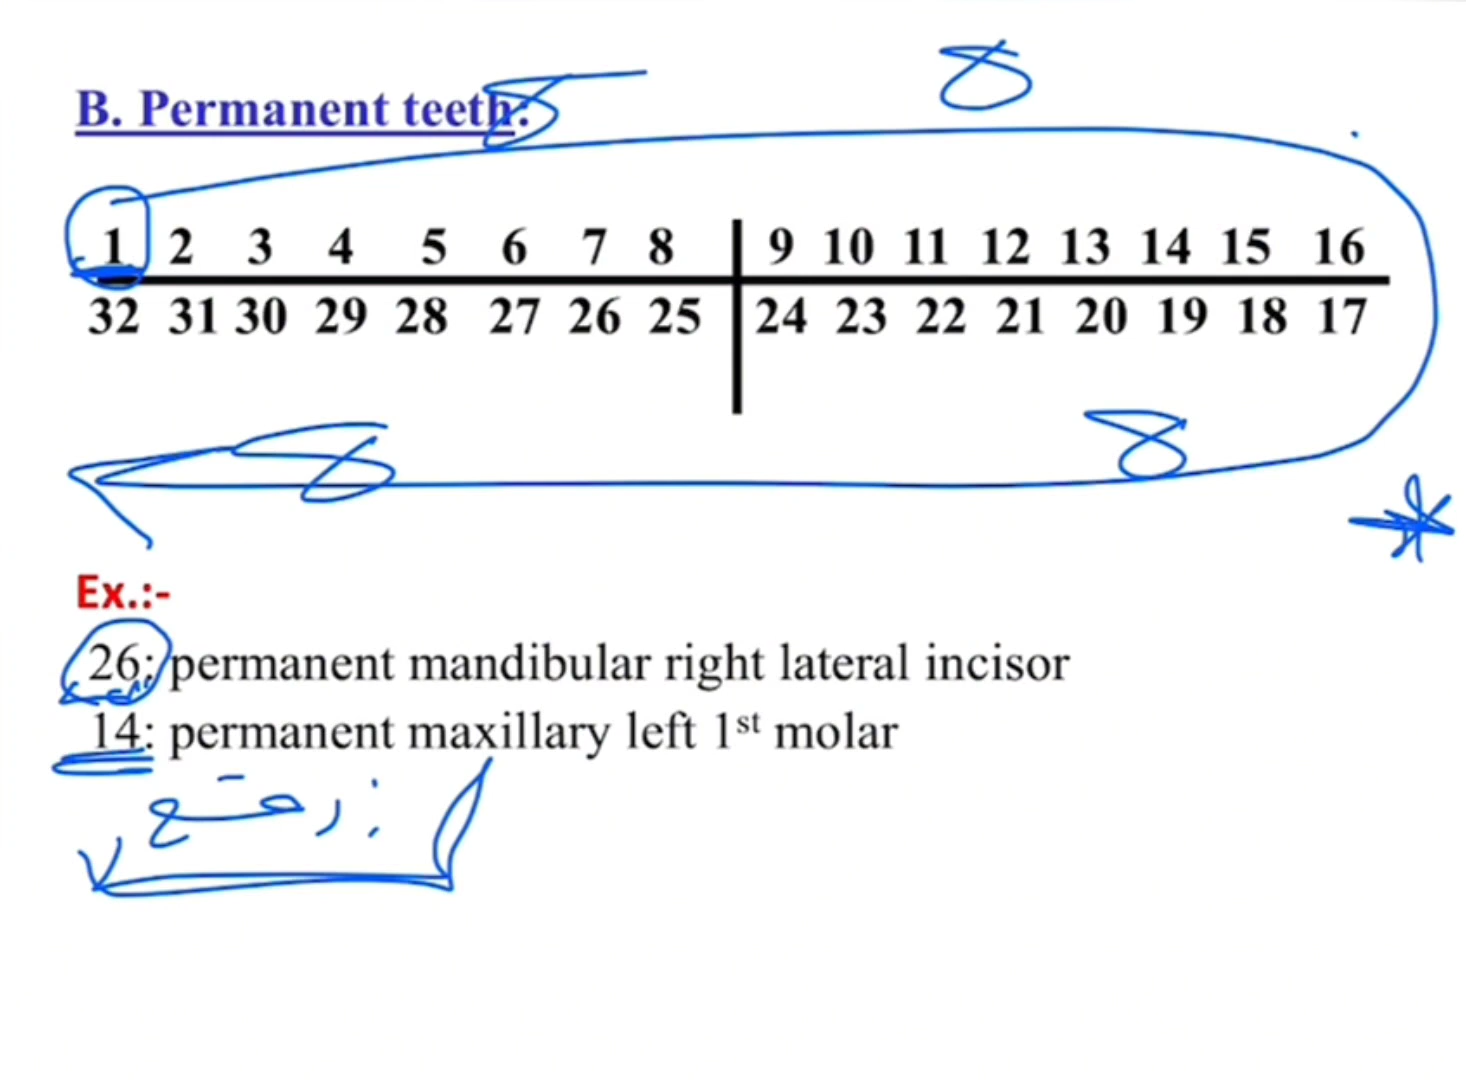 8
B. Permanent teeth:
8
1 2 3 4 5 6 7 8 9 10 11 12 13 14 15 16
32 31 30 29 28 27 26 25 24 23 22 21 20 19 18 17
8 8
Ex.:-
26: permanent mandibular right lateral incisor
14: permanent maxillary left 1st molar